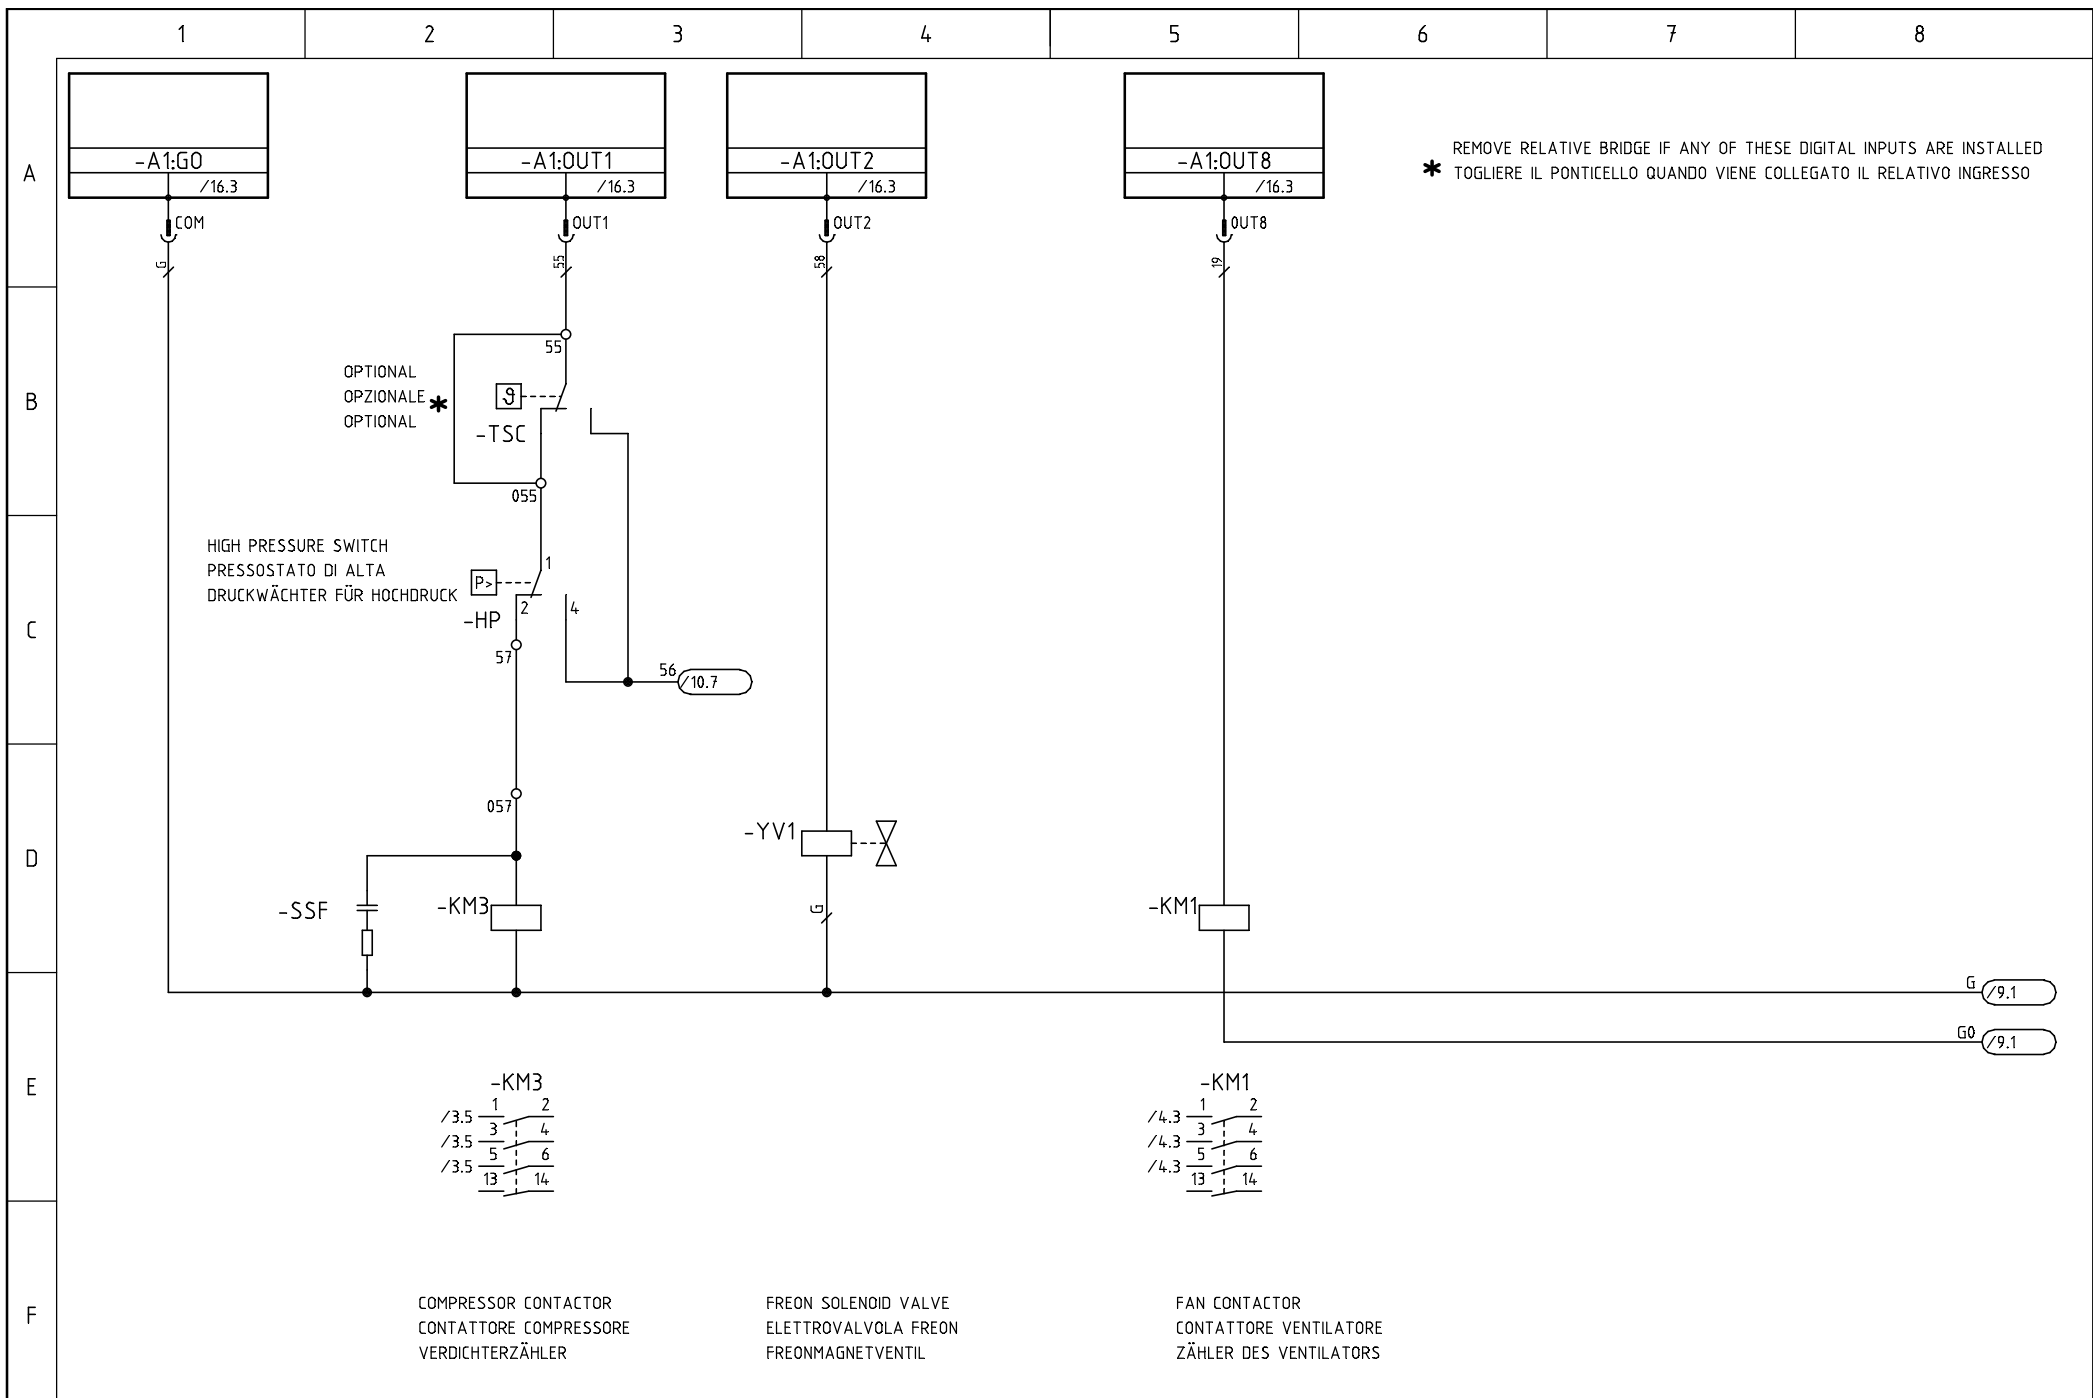 1 2 3 4 5 6 7 8
A
B
C
D
E
F
-A1:G0
/16.3
COM
G
-A1:OUT1
/16.3
OUT1
55
-A1:OUT2
/16.3
OUT2
58
-A1:OUT8
/16.3
OUT8
19
REMOVE RELATIVE BRIDGE IF ANY OF THESE DIGITAL INPUTS ARE INSTALLED
* TOGLIERE IL PONTICELLO QUANDO VIENE COLLEGATO IL RELATIVO INGRESSO
55
OPTIONAL
OPZIONALE *
OPTIONAL
ϑ
-TSC
055
HIGH PRESSURE SWITCH
PRESSOSTATO DI ALTA
DRUCKWÄCHTER FÜR HOCHDRUCK
P>
1
2
4
-HP
57
56
/10.7
057
-YV1
-SSF
-KM3
G
-KM1
G
/9.1
G0
/9.1
-KM3
1 2
/3.5
3 4
/3.5
5 6
/3.5
13 14
-KM1
1 2
/4.3
3 4
/4.3
5 6
/4.3
13 14
COMPRESSOR CONTACTOR
CONTATTORE COMPRESSORE
VERDICHTERZÄHLER
FREON SOLENOID VALVE
ELETTROVALVOLA FREON
FREONMAGNETVENTIL
FAN CONTACTOR
CONTATTORE VENTILATORE
ZÄHLER DES VENTILATORS